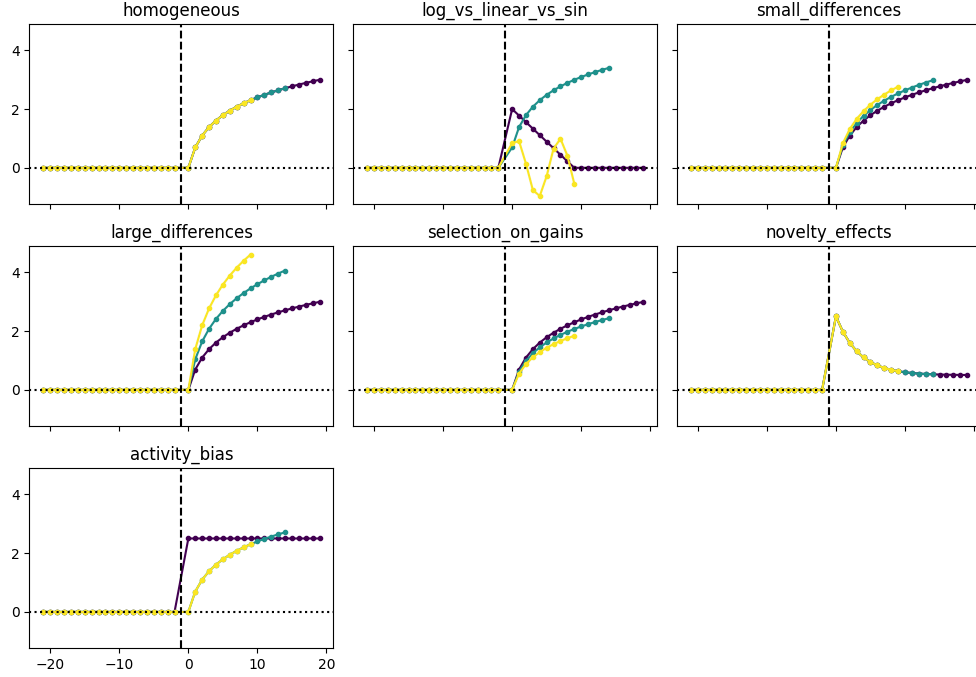 homogeneous
log_vs_linear_vs_sin
small_differences
4
2
0
large_differences
selection_on_gains
novelty_effects
4
2
0
activity_bias
4
2
0
−20 −10 0 10 20